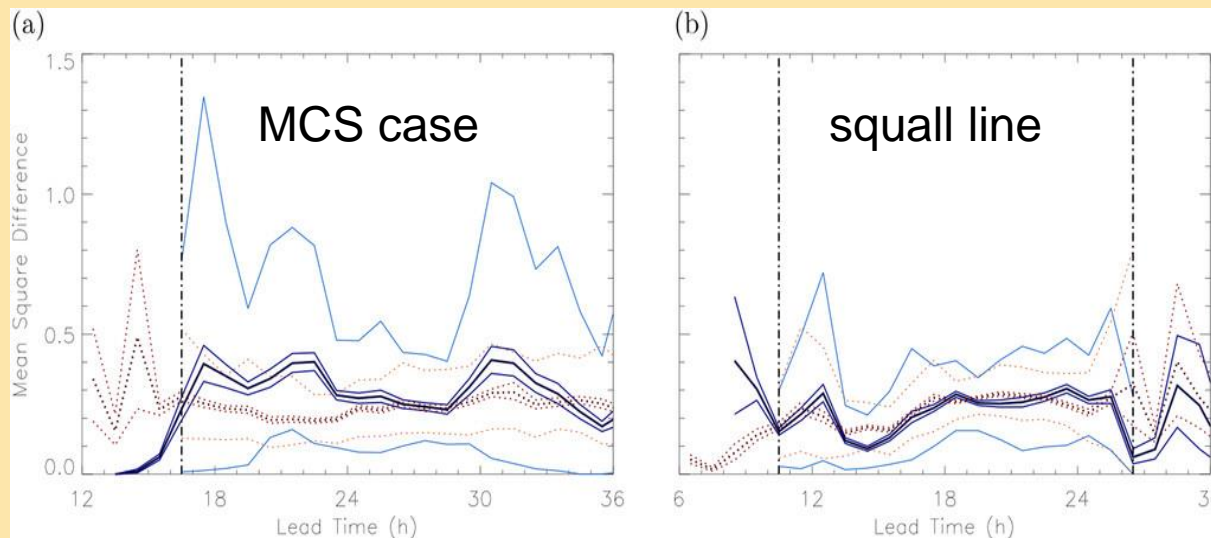 (a)
(b)
MCS case
squall line
Mean Square Difference
1.5
1.0
0.5
0.0
12 18 24 30 36
Lead Time (h)
6 12 18 24
Lead Time (h)